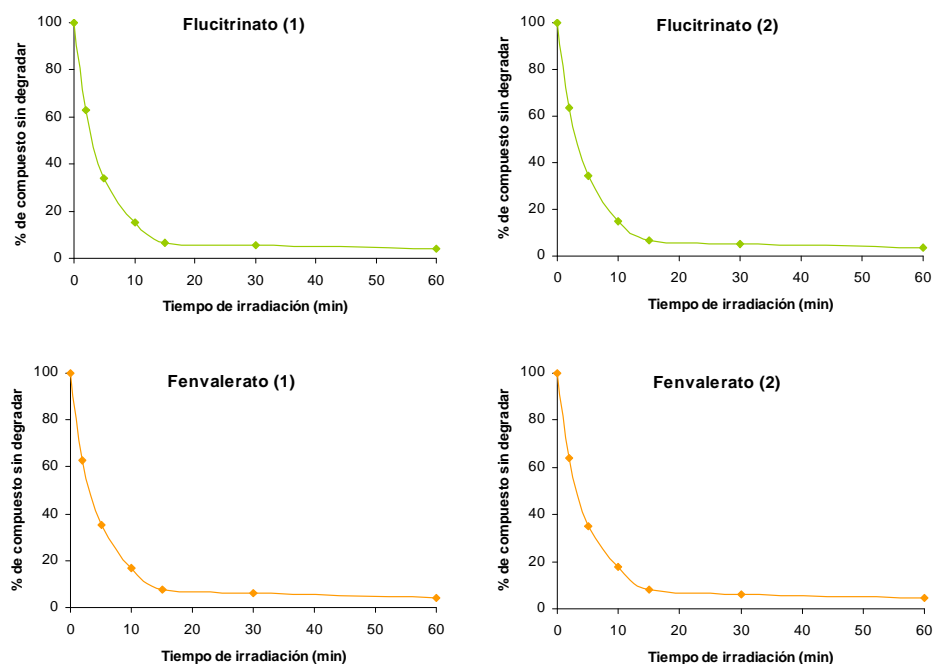 Flucitrinato (1)
% de compuesto sin degradar
100
80
60
40
20
0
0 10 20 30 40 50 60
Tiempo de irradiación (min)
Flucitrinato (2)
% de compuesto sin degradar
100
80
60
40
20
0
0 10 20 30 40 50 60
Tiempo de irradiación (min)
Fenvalerato (1)
% de compuesto sin degradar
100
80
60
40
20
0
0 10 20 30 40 50 60
Tiempo de irradiación (min)
Fenvalerato (2)
% de compuesto sin degradar
100
80
60
40
20
0
0 10 20 30 40 50 60
Tiempo de irradiación (min)